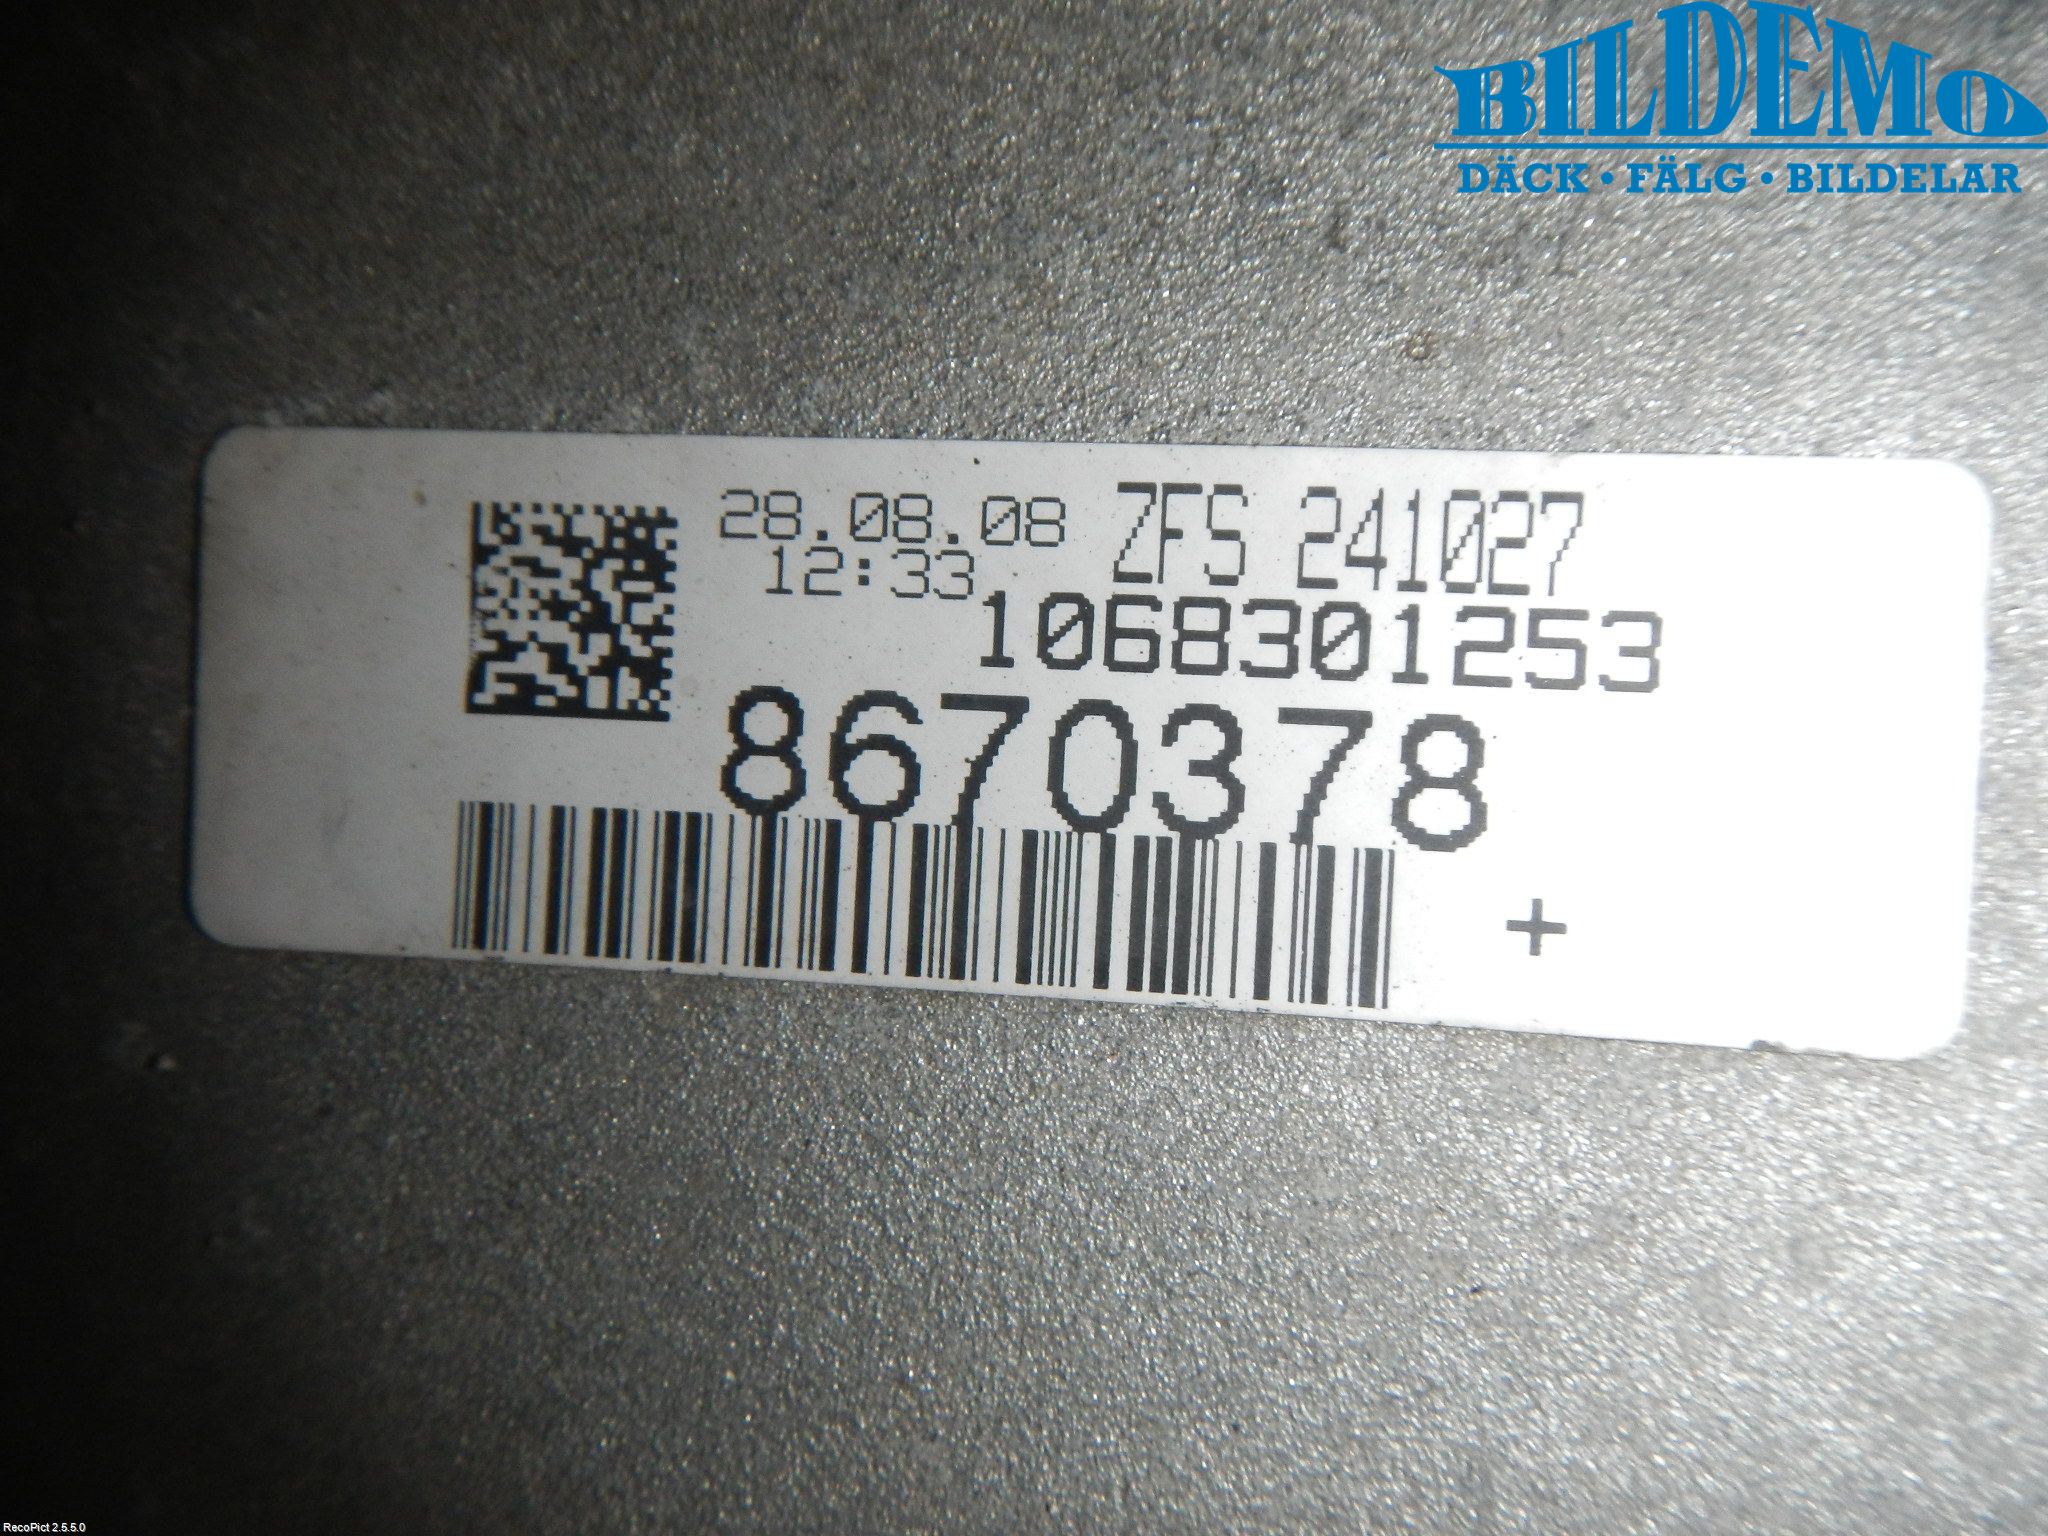 BILDEMO
DÄCK • FÄLG • BILDELAR
28.08.08 ZFS 241027
12:33
1068301253
8670378
+
RecoPict 2.5.5.0